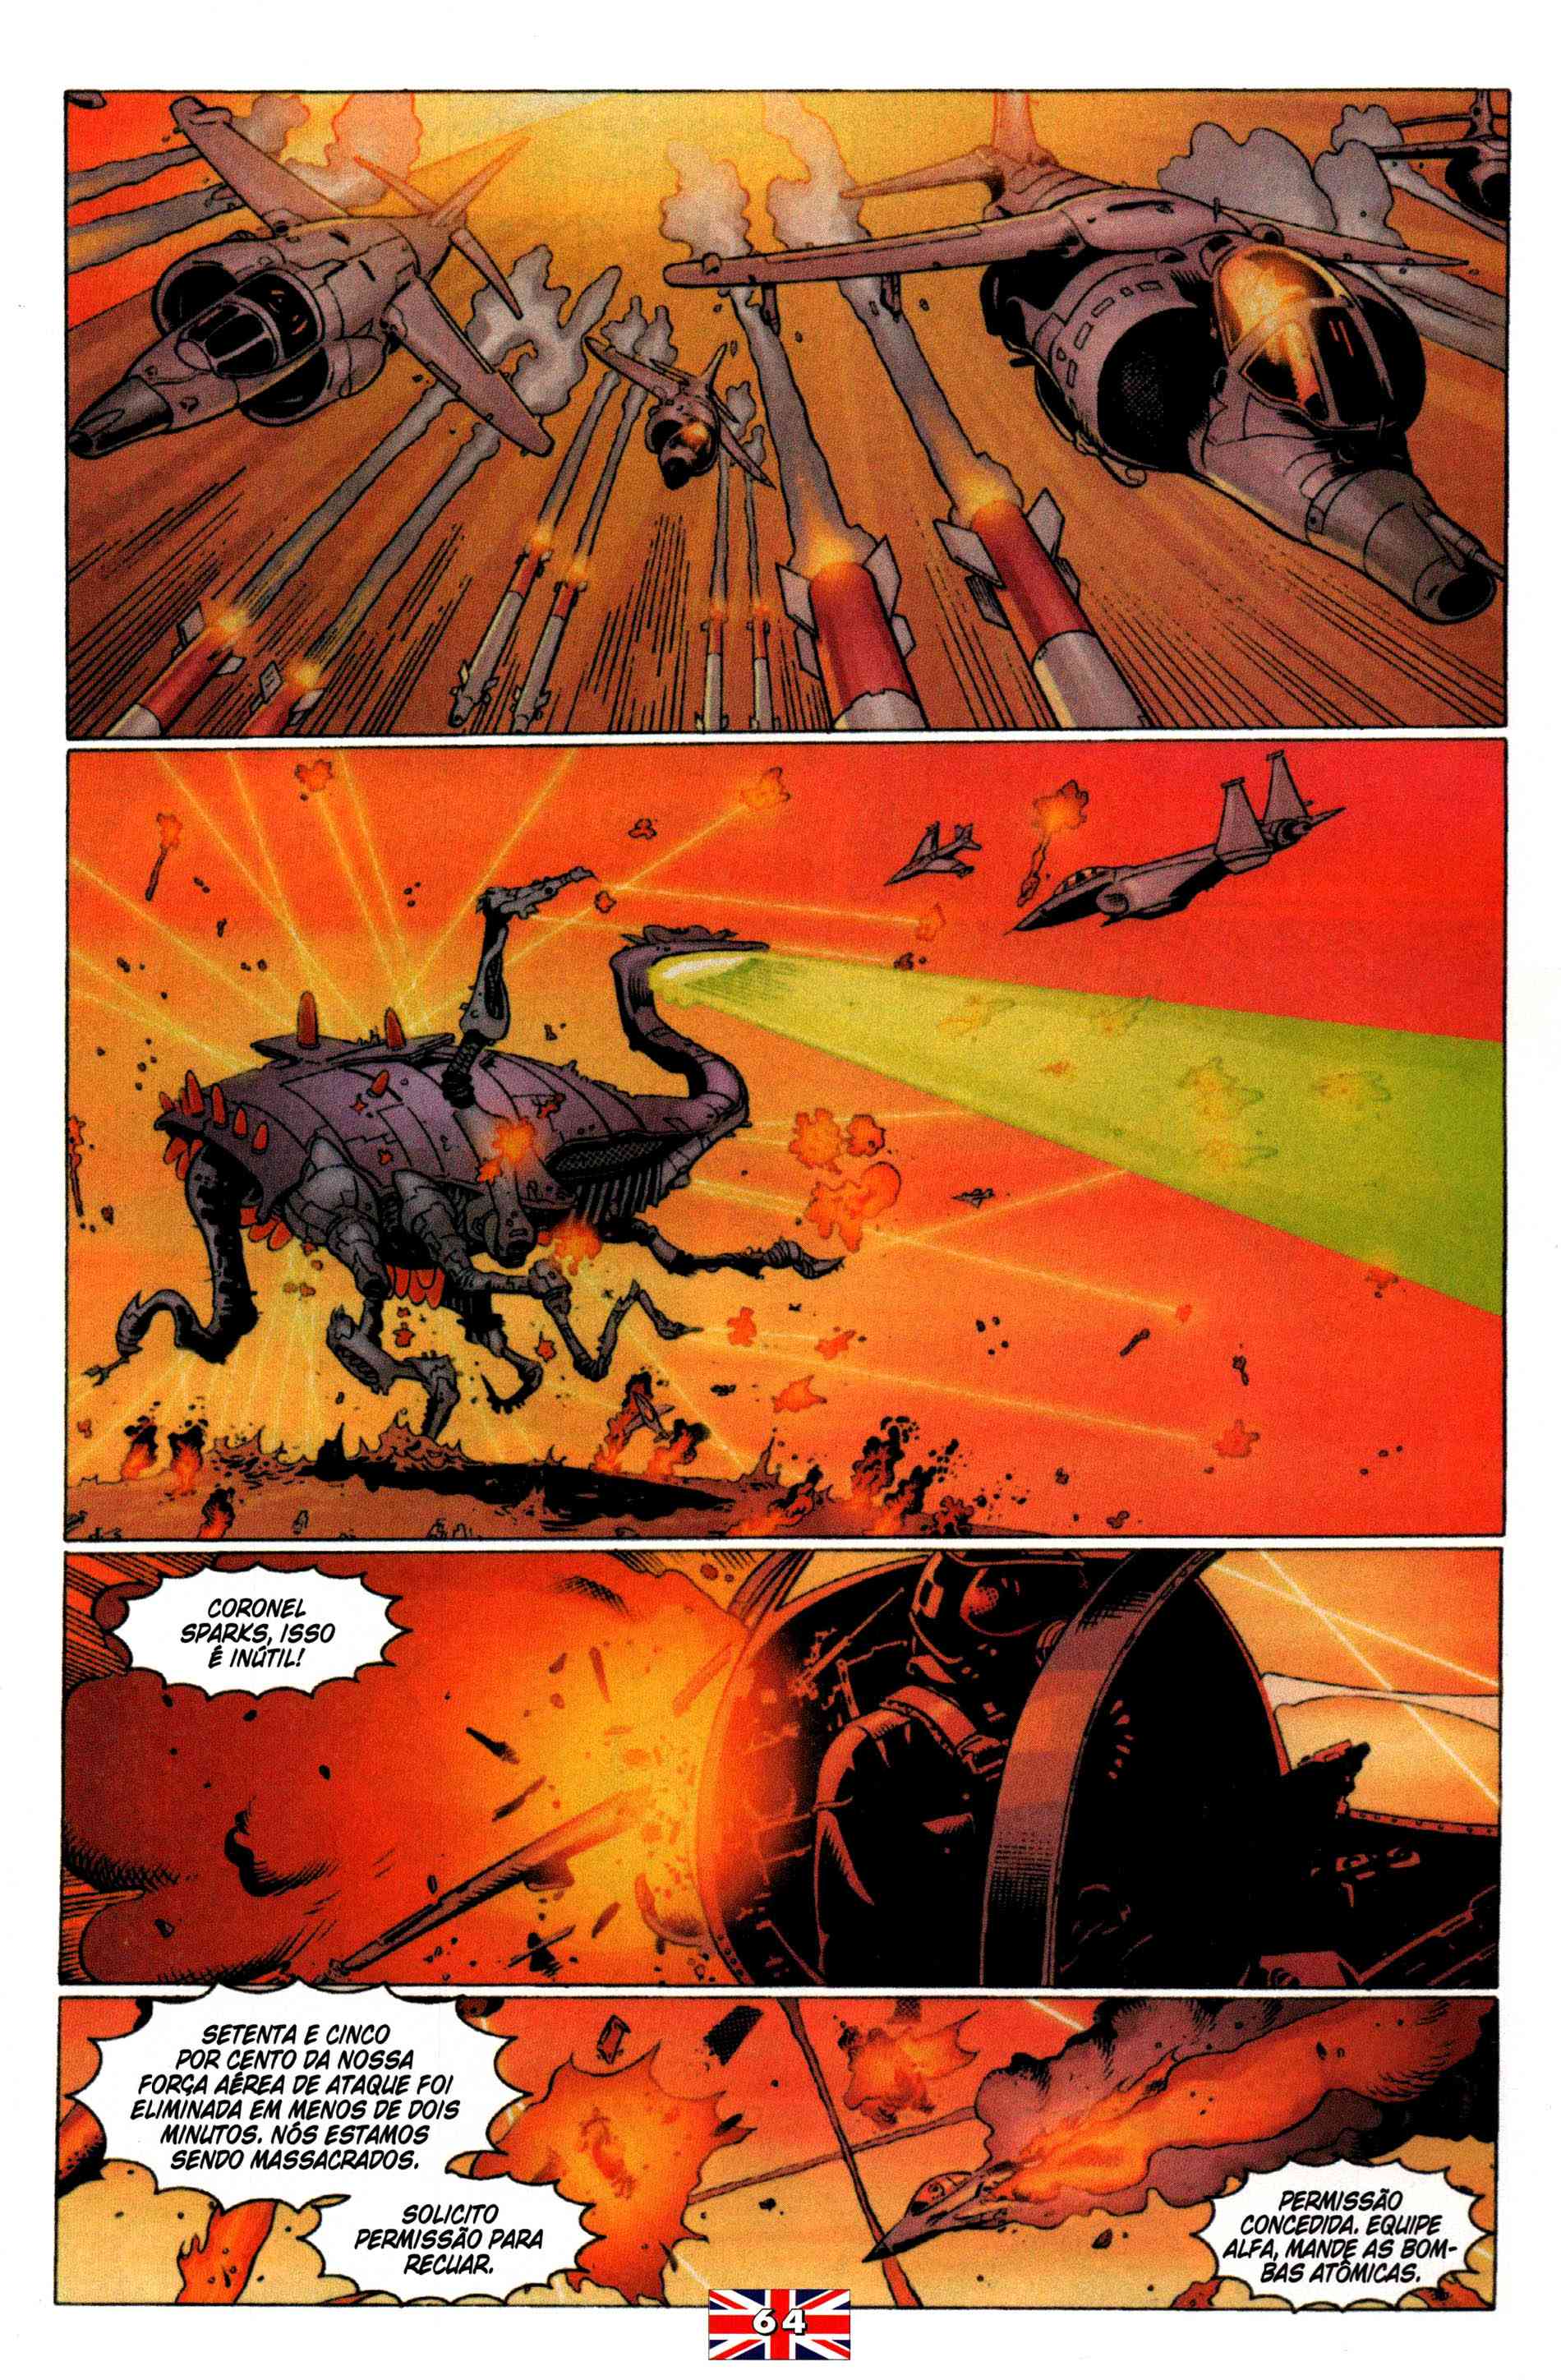 CORONEL
SPARKS, ISSO
É INÚTIL!
SETENTA E CINCO
POR CENTO DA NOSSA
FORÇA AÉREA DE ATAQUE FOI
ELIMINADA EM MENOS DE DOIS
MINUTOS. NÓS ESTAMOS
SENDO MASSACRADOS.
SOLICITO
PERMISSÃO PARA
RECUAR.
PERMISSÃO
CONCEDIDA. EQUIPE
ALFA, MANDE AS BOM-
BAS ATÔMICAS.
64